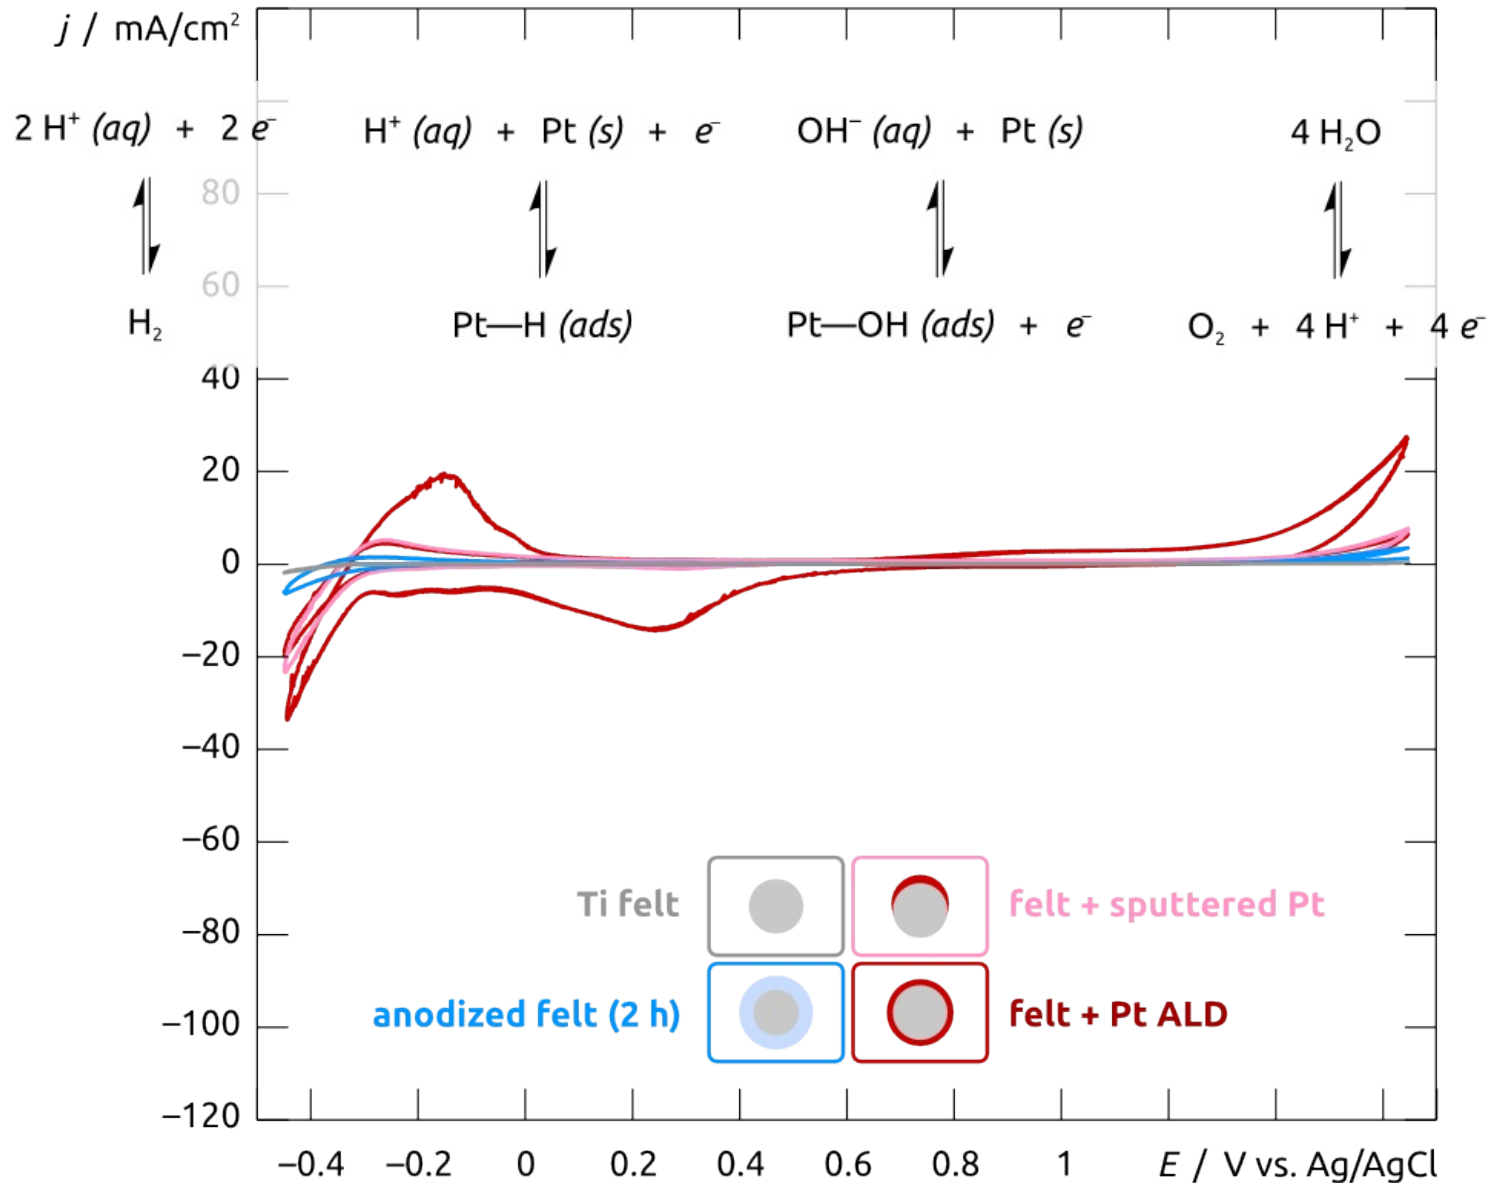 j / mA/cm²
2 H⁺ (aq) + 2 e⁻ H⁺ (aq) + Pt (s) + e⁻ OH⁻ (aq) + Pt (s) 4 H₂O
80
60
H₂ Pt—H (ads) Pt—OH (ads) + e⁻ O₂ + 4 H⁺ + 4 e⁻
40
20
0
−20
−40
−60
Ti felt felt + sputtered Pt
−80
anodized felt (2 h) felt + Pt ALD
−100
−120
−0.4 −0.2 0 0.2 0.4 0.6 0.8 1 E / V vs. Ag/AgCl